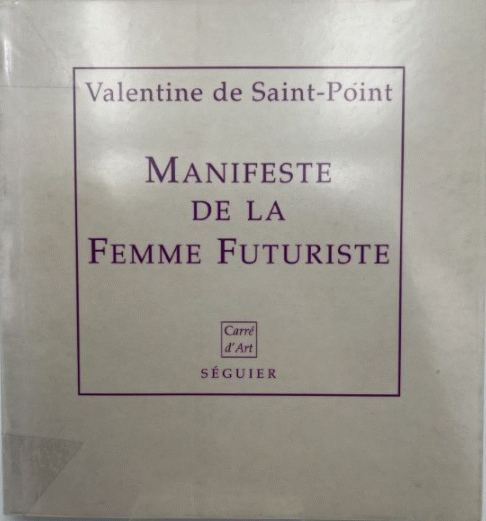 Valentine de Saint-Point
MANIFESTE
DE LA
FEMME FUTURISTE
Carré
d'Art
SÉGUIER